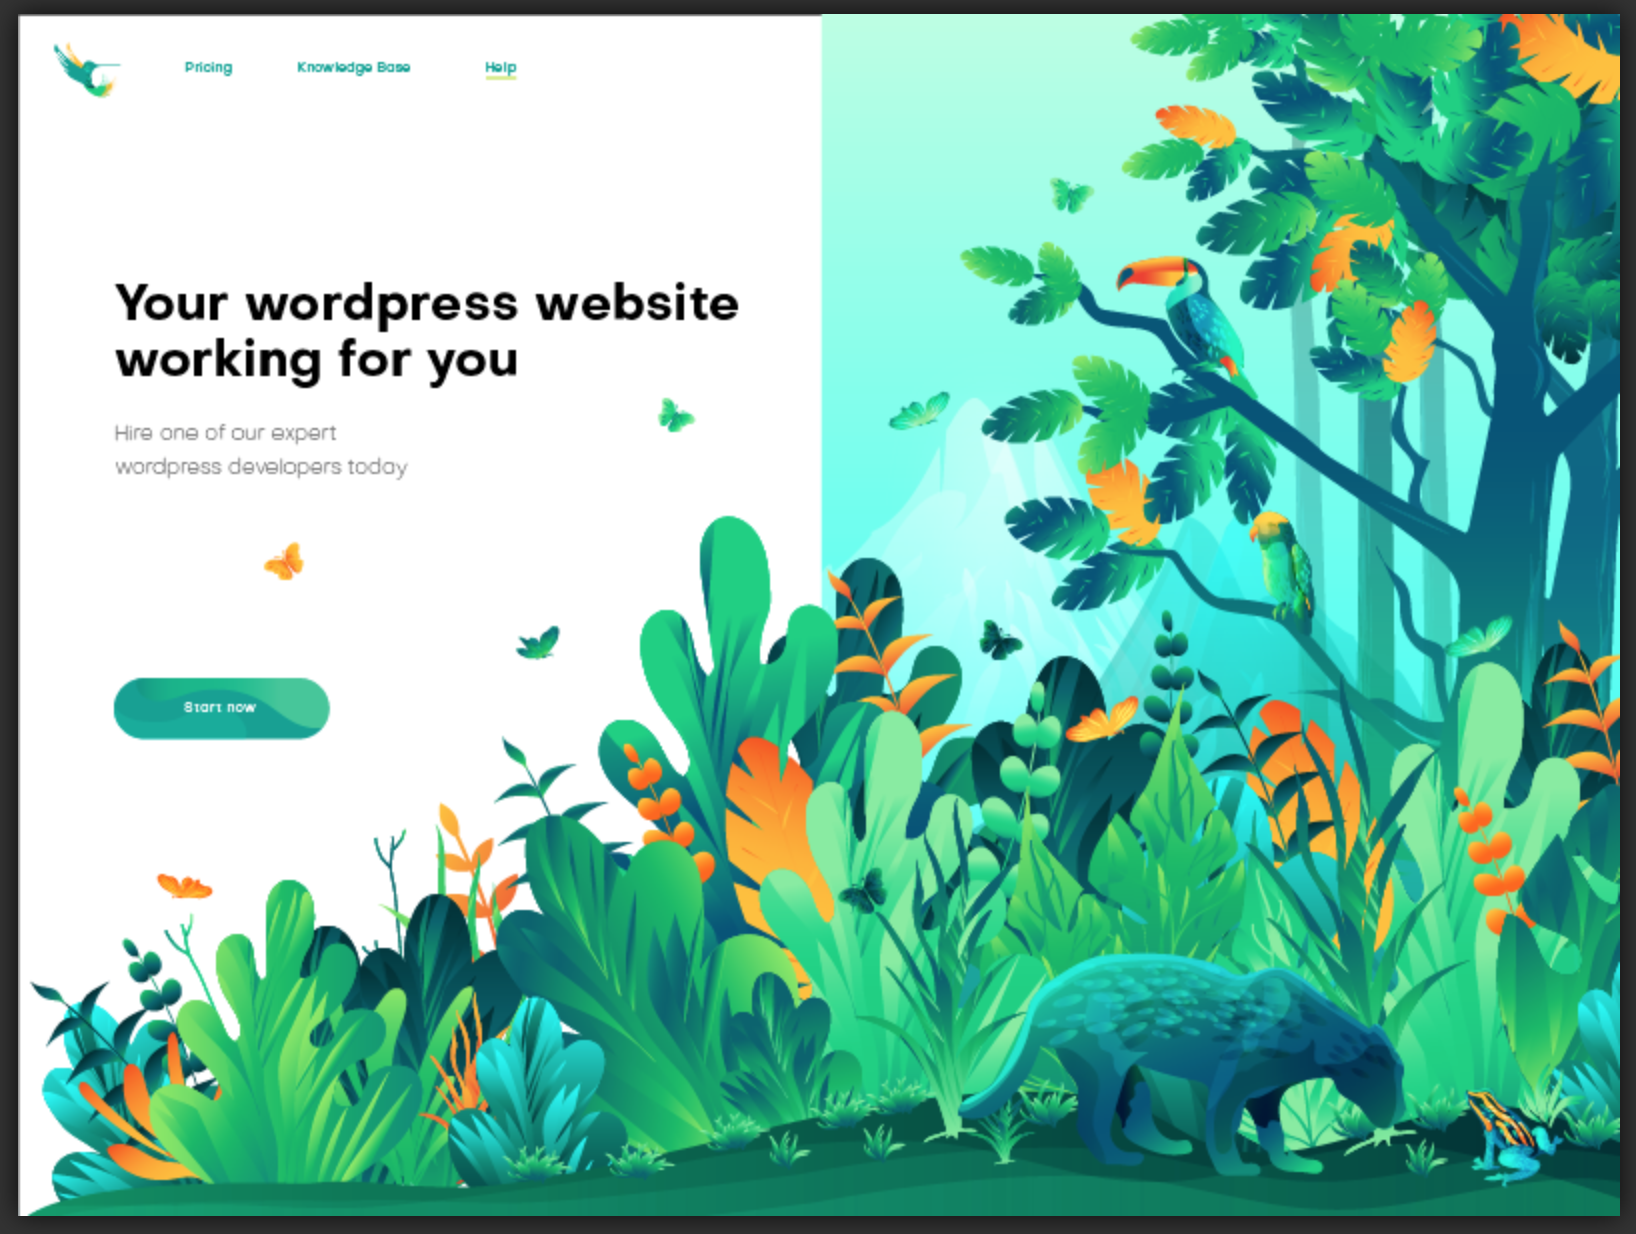 Pricing
Knowledge Base
Help
Your wordpress website
working for you
Hire one of our expert
wordpress developers today
Start now